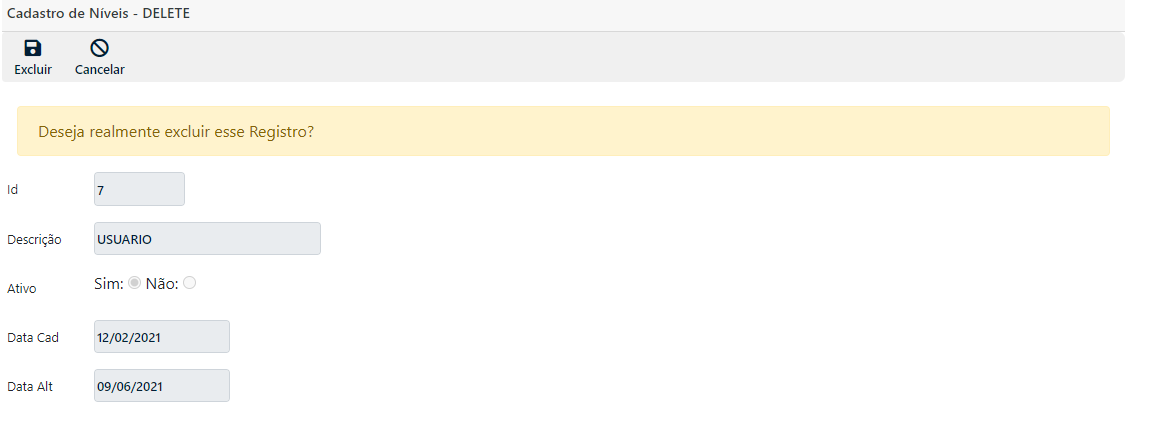 Cadastro de Níveis - DELETE
Excluir Cancelar
Deseja realmente excluir esse Registro?
Id 7
Descrição USUARIO
Ativo Sim: Não:
Data Cad 12/02/2021
Data Alt 09/06/2021